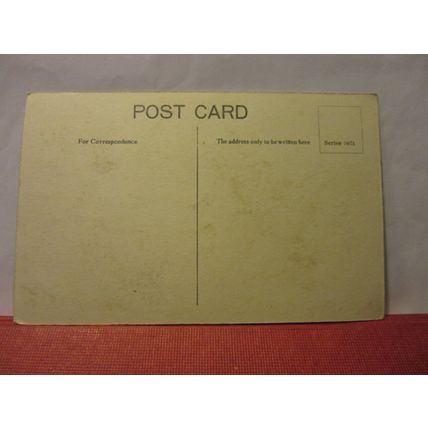 POST CARD
For Correspondence
The address only to be written here
Series